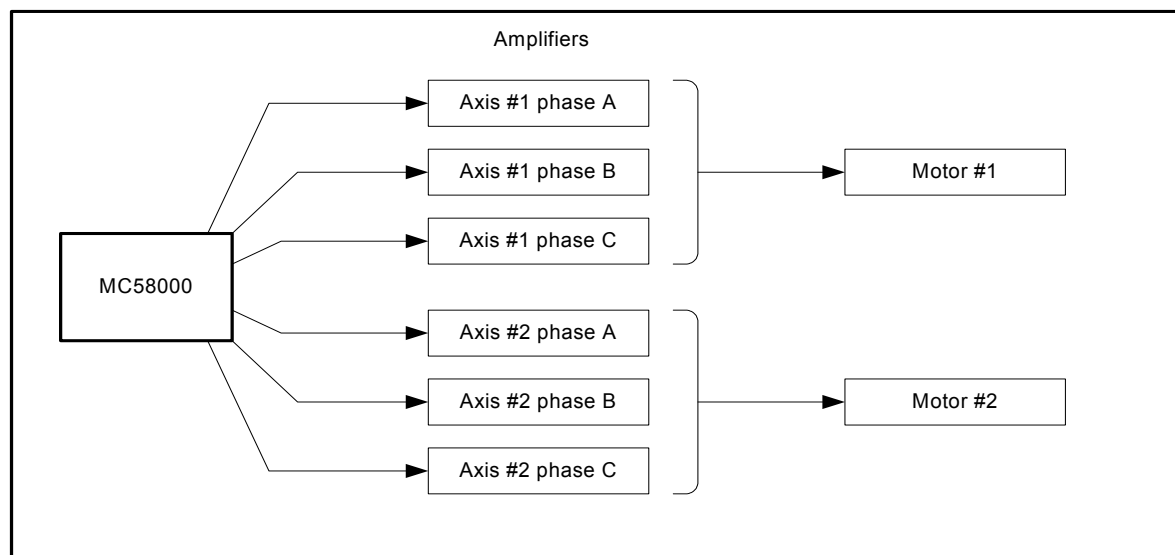 Amplifiers
Axis #1 phase A
Axis #1 phase B
Motor #1
Axis #1 phase C
MC58000
Axis #2 phase A
Axis #2 phase B
Motor #2
Axis #2 phase C